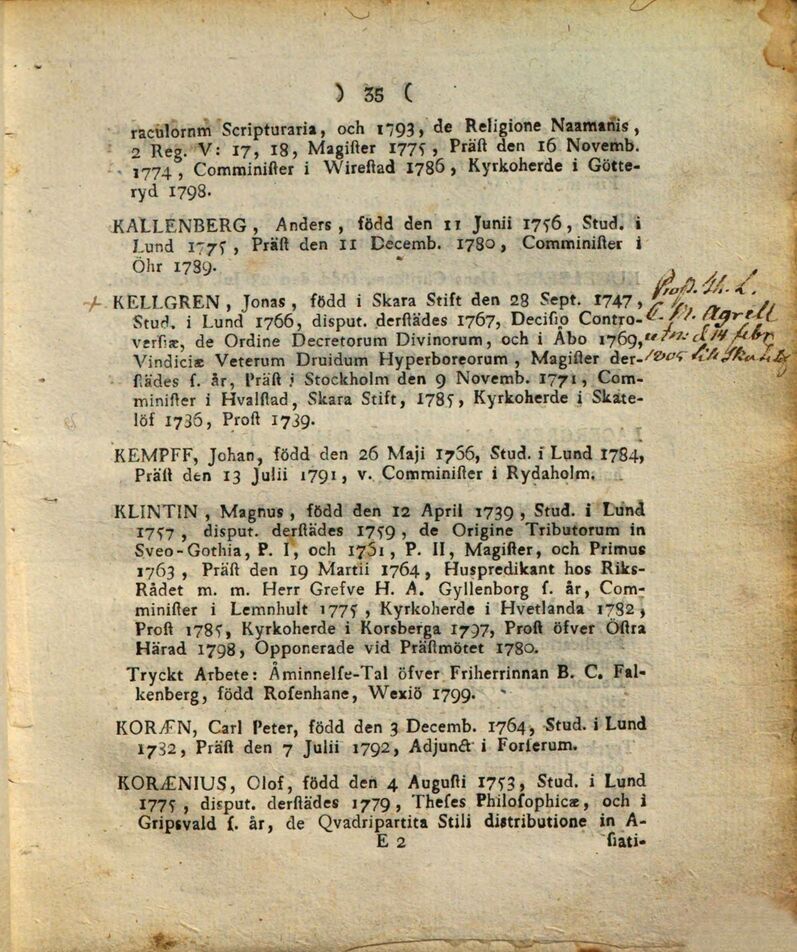 ) 35 (
raculornm Scripturaria, och 1793, de Religione Naamanis,
2 Reg. V: 17, 18, Magiſter 1775, Präſt den 16 Novemb.
1774, Comminiſter i Wireſtad 1786, Kyrkoherde i Götte-
ryd 1798.
KALLENBERG, Anders, född den 11 Junii 1756, Stud. i
Lund 1775, Präſt den 11 Decemb. 1780, Comminiſter i
Öhr 1789.
KELLGREN, Jonas, född i Skara Stift den 28 Sept. 1747,
Stud. i Lund 1766, disput. derſtädes 1767, Deciſio Contro-
verſiæ, de Ordine Decretorum Divinorum, och i Åbo 1769,
Vindiciæ Veterum Druidum Hyperboreorum, Magiſter der-
ſtädes ſ. år, Präſt i Stockholm den 9 Novemb. 1771, Com-
miniſter i Hvalſtad, Skara Stift, 1785, Kyrkoherde i Skate-
löf 1786, Proſt 1789.
Agrell
KEMPFF, Johan, född den 26 Maji 1766, Stud. i Lund 1784,
Präſt den 13 Julii 1791, v. Comminiſter i Rydaholm.
KLINTIN, Magnus, född den 12 April 1739, Stud. i Lund
1757, disput. derſtädes 1759, de Origine Tributorum in
Sveo-Gothia, P. I, och 1761, P. II, Magiſter, och Primus
1763, Präſt den 19 Martii 1764, Huspredikant hos Riks-
Rådet m. m. Herr Grefve H. A. Gyllenborg ſ. år, Com-
miniſter i Lemnhult 1775, Kyrkoherde i Hvetlanda 1782,
Proſt 1785, Kyrkoherde i Korsberga 1797, Proſt öfver Öſtra
Härad 1798, Opponerade vid Präſtmötet 1780.
Tryckt Arbete: Åminnelſe-Tal öfver Friherrinnan B. C. Fal-
kenberg, född Roſenhane, Wexiö 1799.
KORÆN, Carl Peter, född den 3 Decemb. 1764, Stud. i Lund
1782, Präſt den 7 Julii 1792, Adjunct i Forſerum.
KORÆNIUS, Olof, född den 4 Auguſti 1753, Stud. i Lund
1775, disput. derſtädes 1779, Theſes Philoſophicæ, och i
Gripsvald ſ. år, de Qvadripartita Stili distributione in A-
E 2
ſiati-